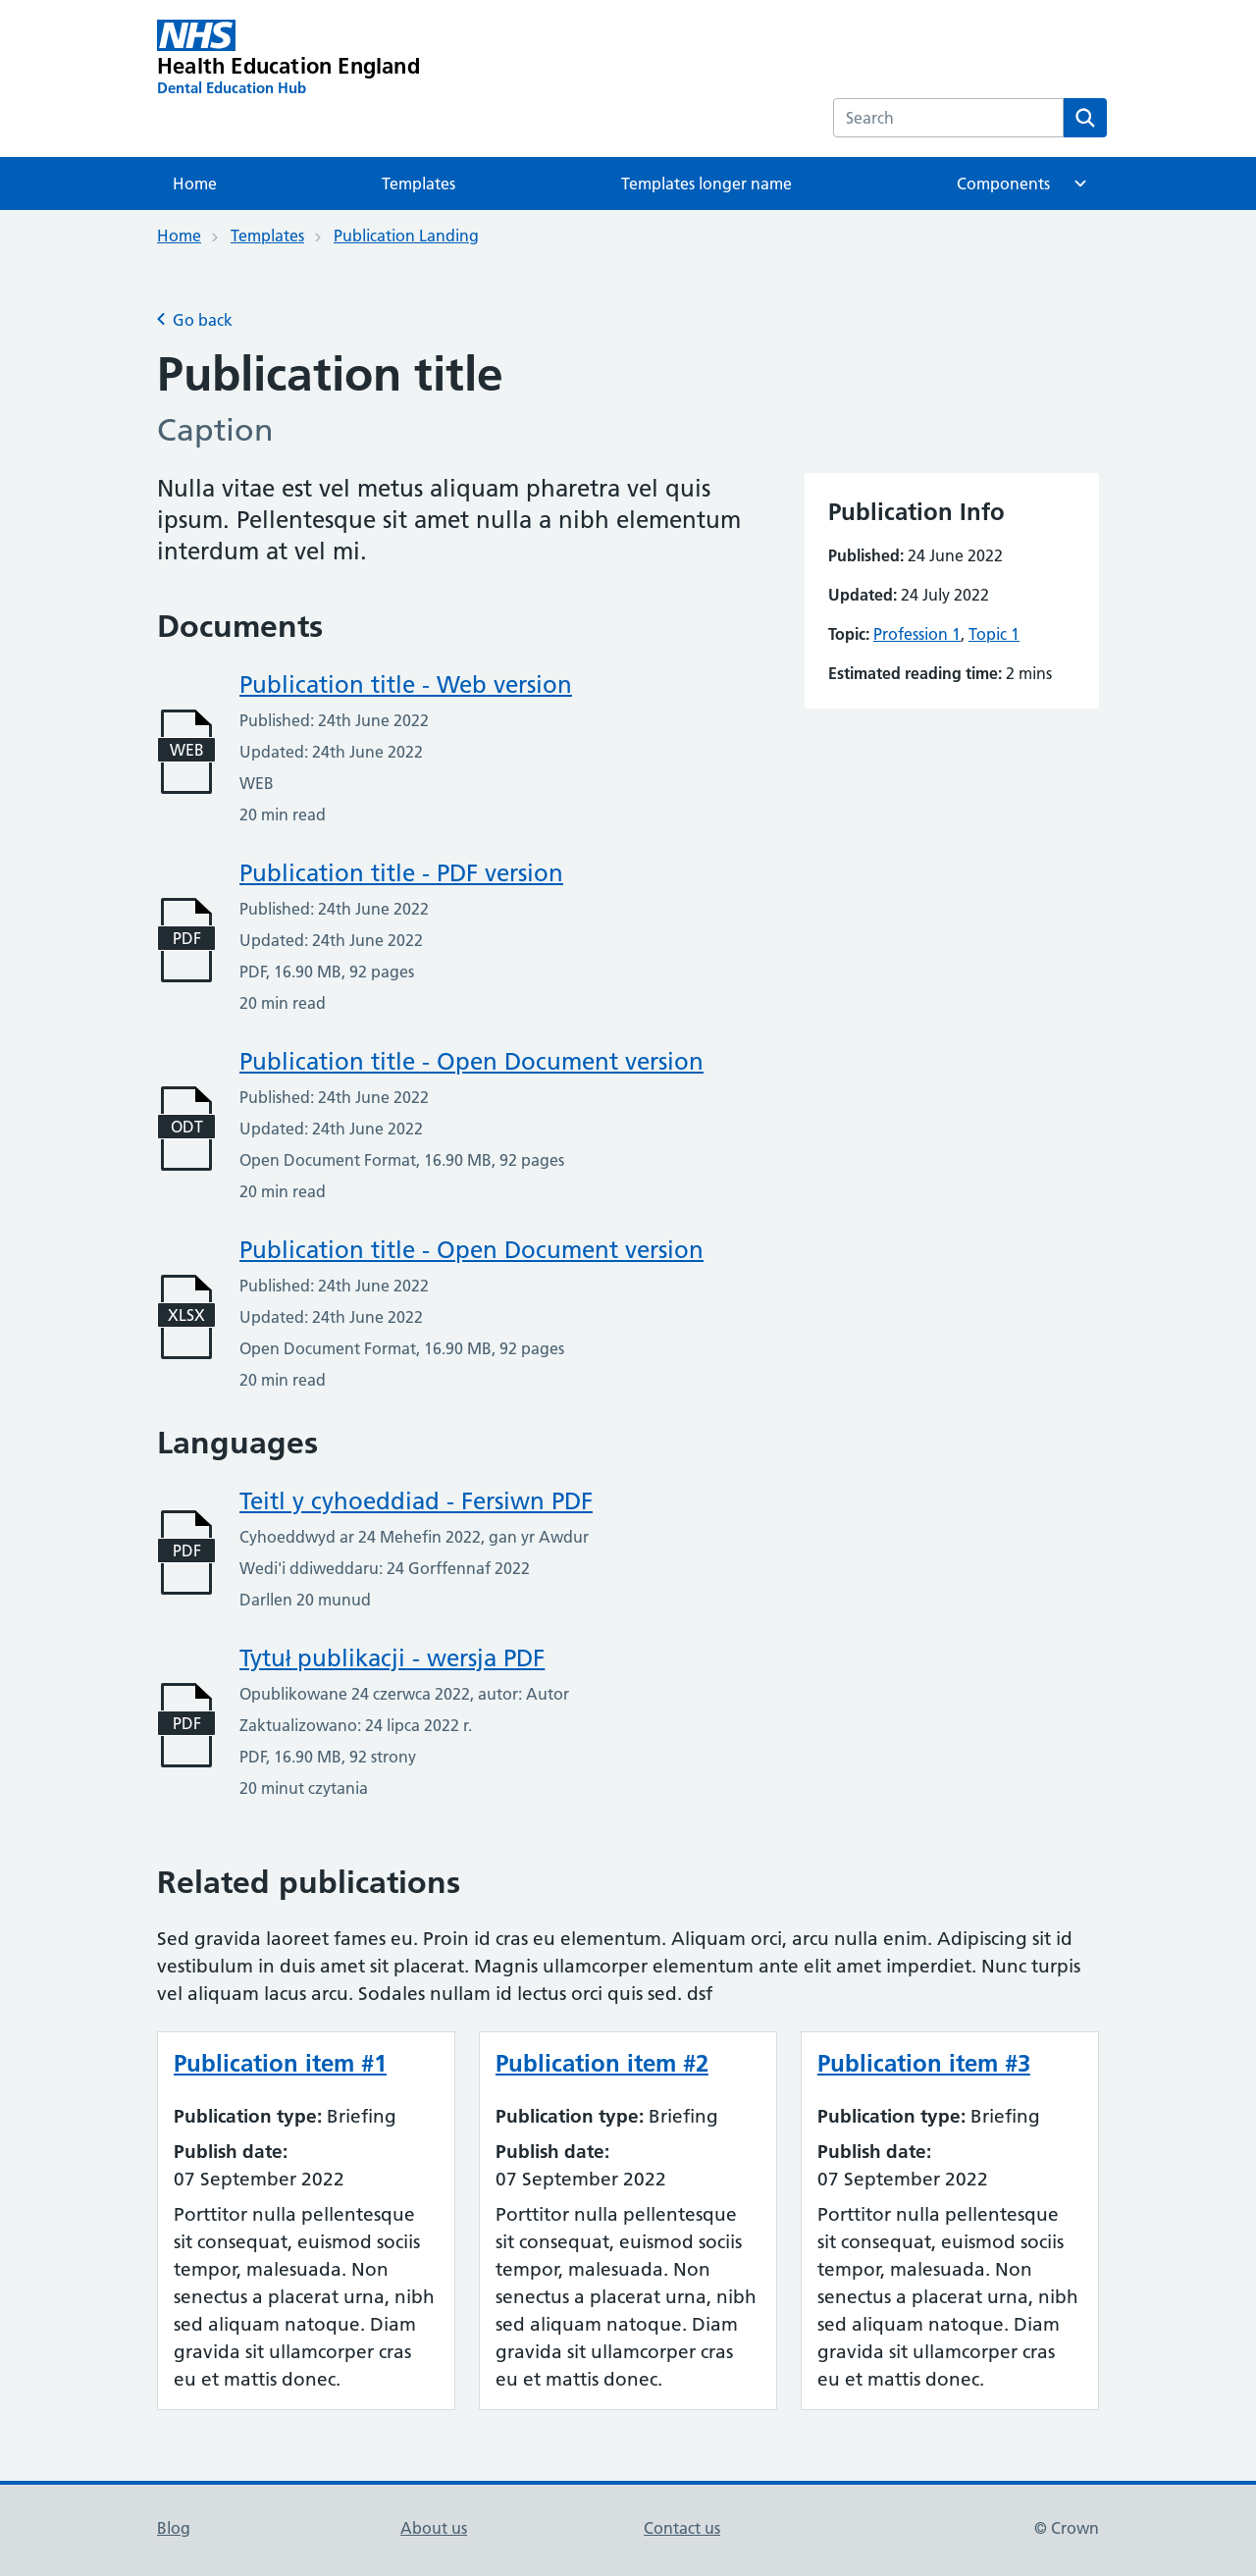 NHS
Health Education England
Dental Education Hub
Search
Home Templates Templates longer name Components
Home Templates Publication Landing
Go back
Publication title
Caption
Nulla vitae est vel metus aliquam pharetra vel quis
ipsum. Pellentesque sit amet nulla a nibh elementum
interdum at vel mi.
Publication Info
Published: 24 June 2022
Updated: 24 July 2022
Topic: Profession 1, Topic 1
Estimated reading time: 2 mins
Documents
Publication title - Web version
WEB
Published: 24th June 2022
Updated: 24th June 2022
WEB
20 min read
Publication title - PDF version
PDF
Published: 24th June 2022
Updated: 24th June 2022
PDF, 16.90 MB, 92 pages
20 min read
Publication title - Open Document version
ODT
Published: 24th June 2022
Updated: 24th June 2022
Open Document Format, 16.90 MB, 92 pages
20 min read
Publication title - Open Document version
XLSX
Published: 24th June 2022
Updated: 24th June 2022
Open Document Format, 16.90 MB, 92 pages
20 min read
Languages
Teitl y cyhoeddiad - Fersiwn PDF
PDF
Cyhoeddwyd ar 24 Mehefin 2022, gan yr Awdur
Wedi'i ddiweddaru: 24 Gorffennaf 2022
Darllen 20 munud
Tytuł publikacji - wersja PDF
PDF
Opublikowane 24 czerwca 2022, autor: Autor
Zaktualizowano: 24 lipca 2022 r.
PDF, 16.90 MB, 92 strony
20 minut czytania
Related publications
Sed gravida laoreet fames eu. Proin id cras eu elementum. Aliquam orci, arcu nulla enim. Adipiscing sit id
vestibulum in duis amet sit placerat. Magnis ullamcorper elementum ante elit amet imperdiet. Nunc turpis
vel aliquam lacus arcu. Sodales nullam id lectus orci quis sed. dsf
Publication item #1
Publication type: Briefing
Publish date:
07 September 2022
Porttitor nulla pellentesque
sit consequat, euismod sociis
tempor, malesuada. Non
senectus a placerat urna, nibh
sed aliquam natoque. Diam
gravida sit ullamcorper cras
eu et mattis donec.
Publication item #2
Publication type: Briefing
Publish date:
07 September 2022
Porttitor nulla pellentesque
sit consequat, euismod sociis
tempor, malesuada. Non
senectus a placerat urna, nibh
sed aliquam natoque. Diam
gravida sit ullamcorper cras
eu et mattis donec.
Publication item #3
Publication type: Briefing
Publish date:
07 September 2022
Porttitor nulla pellentesque
sit consequat, euismod sociis
tempor, malesuada. Non
senectus a placerat urna, nibh
sed aliquam natoque. Diam
gravida sit ullamcorper cras
eu et mattis donec.
Blog About us Contact us © Crown